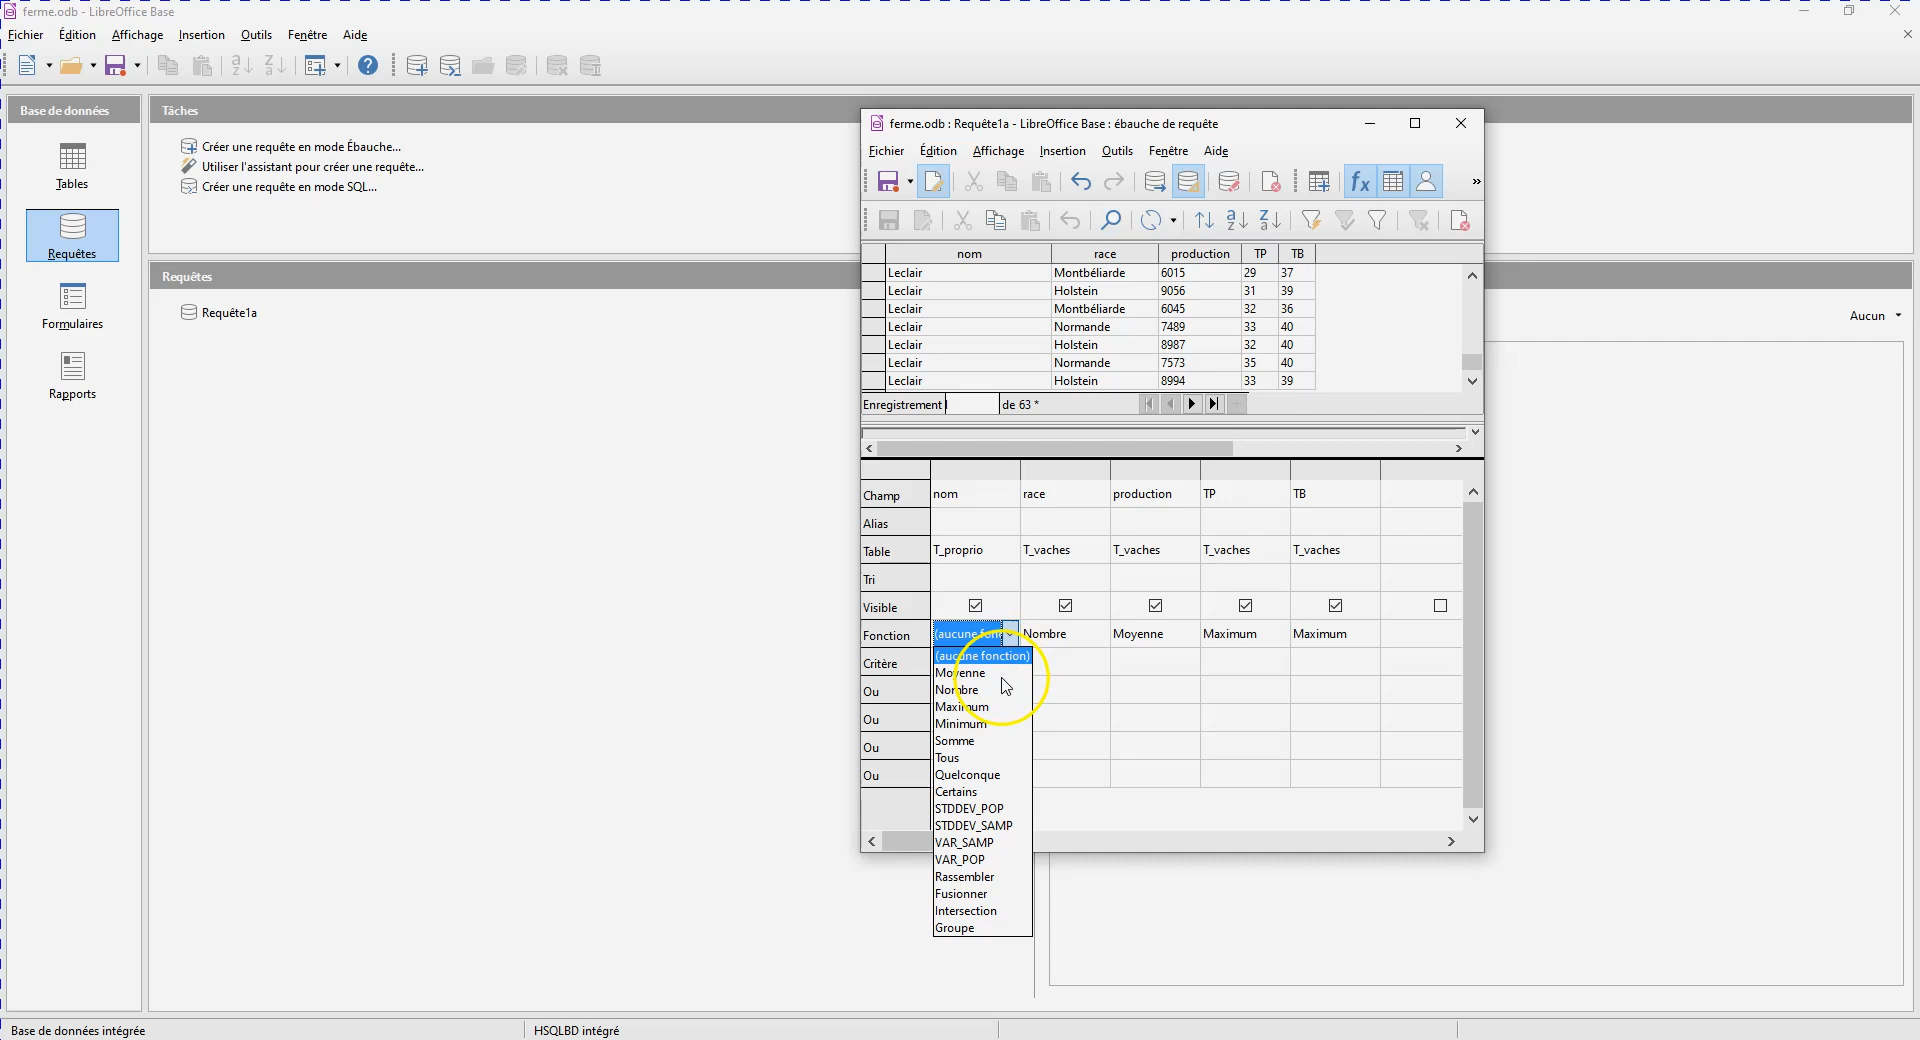 ferme.odb - LibreOffice Base
Fichier Édition Affichage Insertion Outils Fenêtre Aide
Base de données
Tables
Requêtes
Formulaires
Rapports
Tâches
Créer une requête en mode Ébauche...
Utiliser l'assistant pour créer une requête...
Créer une requête en mode SQL...
Requêtes
Requête1a
Aucun
ferme.odb : Requête1a - LibreOffice Base : ébauche de requête
Fichier Édition Affichage Insertion Outils Fenêtre Aide
nom race production TP TB
Leclair Montbéliarde 6015 29 37
Leclair Holstein 9056 31 39
Leclair Montbéliarde 6045 32 36
Leclair Normande 7489 33 40
Leclair Holstein 8987 32 40
Leclair Normande 7573 35 40
Leclair Holstein 8994 33 39
Enregistrement de 63 *
Champ nom race production TP TB
Alias
Table T_proprio T_vaches T_vaches T_vaches T_vaches
Tri
Visible
Fonction (aucune fon Nombre Moyenne Maximum Maximum
Critère
Ou
Ou
Ou
Ou
(aucune fonction)
Moyenne
Nombre
Maximum
Minimum
Somme
Tous
Quelconque
Certains
STDDEV_POP
STDDEV_SAMP
VAR_SAMP
VAR_POP
Rassembler
Fusionner
Intersection
Groupe
Base de données intégrée HSQLBD intégré